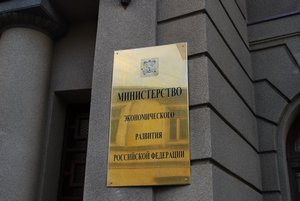 МИНИСТЕРСТВО
ЭКОНОМИЧЕСКОГО
РАЗВИТИЯ
РОССИЙСКОЙ ФЕДЕРАЦИИ